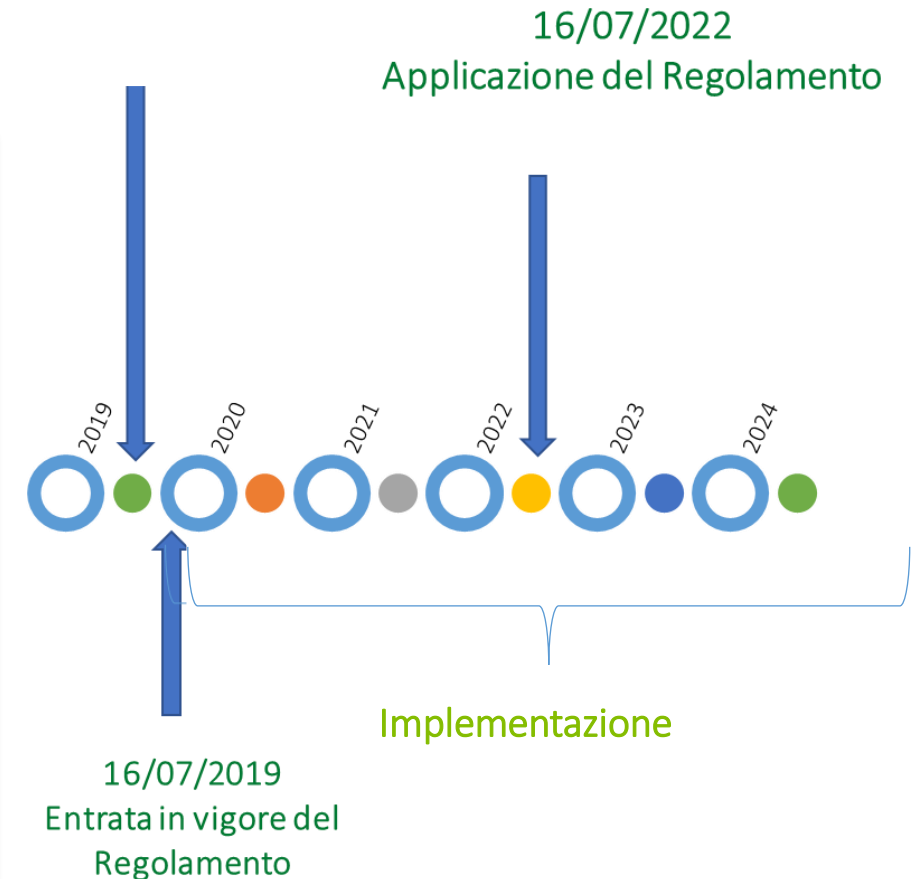 16/07/2022
Applicazione del Regolamento
2019
2020
2021
2022
2023
2024
Implementazione
16/07/2019
Entrata in vigore del
Regolamento